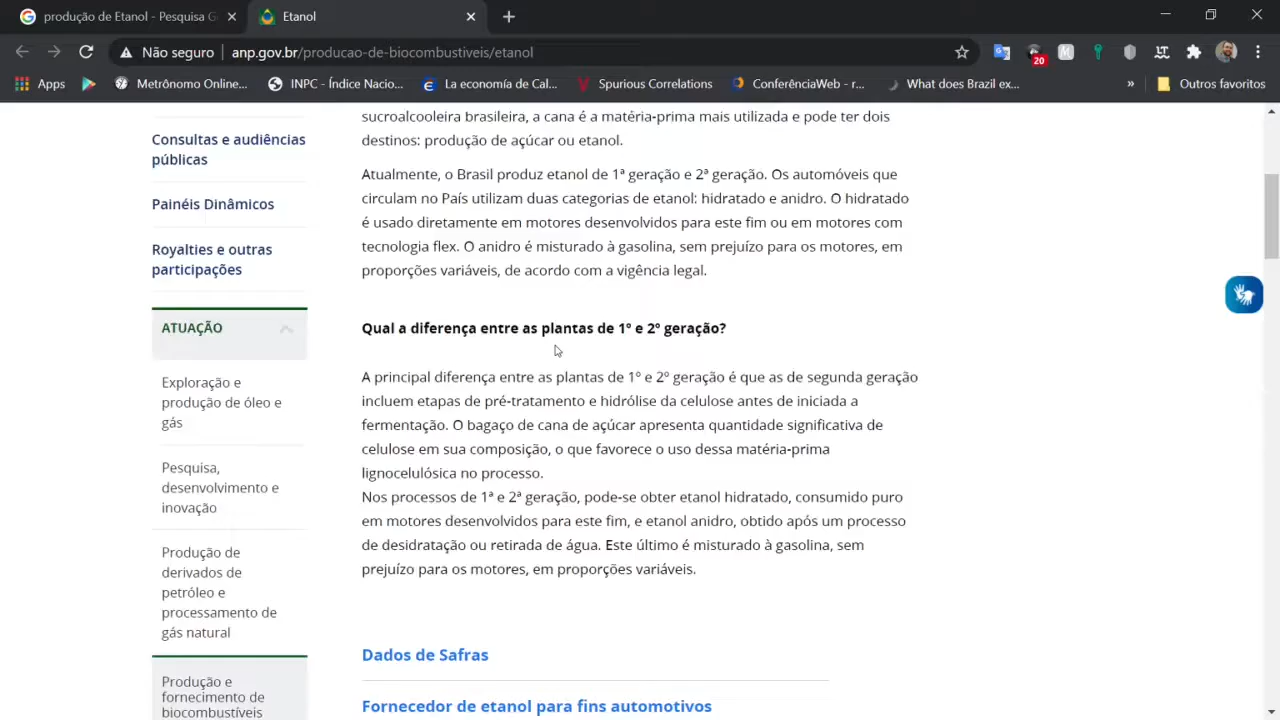 produção de Etanol - Pesquisa G
Etanol
Não seguro
anp.gov.br/producao-de-biocombustiveis/etanol
20
Apps
Metrônomo Online...
INPC - Índice Nacio...
La economía de Cal...
Spurious Correlations
ConferênciaWeb - r...
What does Brazil ex...
»
Outros favoritos
Consultas e audiências
públicas
Painéis Dinâmicos
Royalties e outras
participações
ATUAÇÃO
Exploração e
produção de óleo e
gás
Pesquisa,
desenvolvimento e
inovação
Produção de
derivados de
petróleo e
processamento de
gás natural
Produção e
fornecimento de
biocombustíveis
sucroalcooleira brasileira, a cana é a matéria-prima mais utilizada e pode ter dois
destinos: produção de açúcar ou etanol.
Atualmente, o Brasil produz etanol de 1ª geração e 2ª geração. Os automóveis que
circulam no País utilizam duas categorias de etanol: hidratado e anidro. O hidratado
é usado diretamente em motores desenvolvidos para este fim ou em motores com
tecnologia flex. O anidro é misturado à gasolina, sem prejuízo para os motores, em
proporções variáveis, de acordo com a vigência legal.
Qual a diferença entre as plantas de 1º e 2º geração?
A principal diferença entre as plantas de 1º e 2º geração é que as de segunda geração
incluem etapas de pré-tratamento e hidrólise da celulose antes de iniciada a
fermentação. O bagaço de cana de açúcar apresenta quantidade significativa de
celulose em sua composição, o que favorece o uso dessa matéria-prima
lignocelulósica no processo.
Nos processos de 1ª e 2ª geração, pode-se obter etanol hidratado, consumido puro
em motores desenvolvidos para este fim, e etanol anidro, obtido após um processo
de desidratação ou retirada de água. Este último é misturado à gasolina, sem
prejuízo para os motores, em proporções variáveis.
Dados de Safras
Fornecedor de etanol para fins automotivos